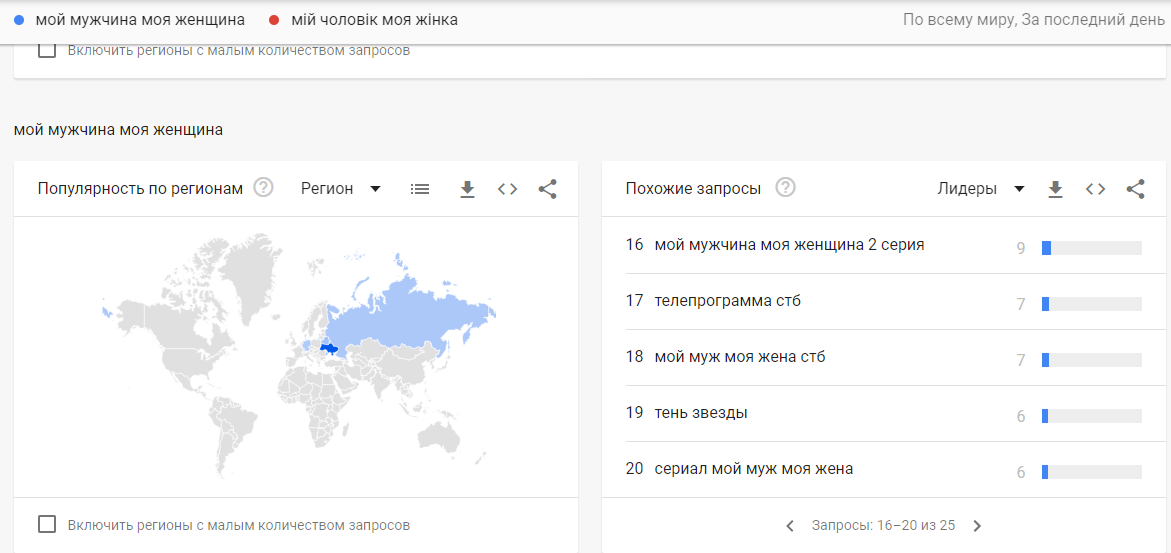 мой мужчина моя женщина мій чоловік моя жінка По всему миру, За последний день
Включить регионы с малым количеством запросов
мой мужчина моя женщина
Популярность по регионам ? Регион
Похожие запросы ? Лидеры
16 мой мужчина моя женщина 2 серия 9
17 телепрограмма стб 7
18 мой муж моя жена стб 7
19 тень звезды 6
20 сериал мой муж моя жена 6
Включить регионы с малым количеством запросов
Запросы: 16–20 из 25